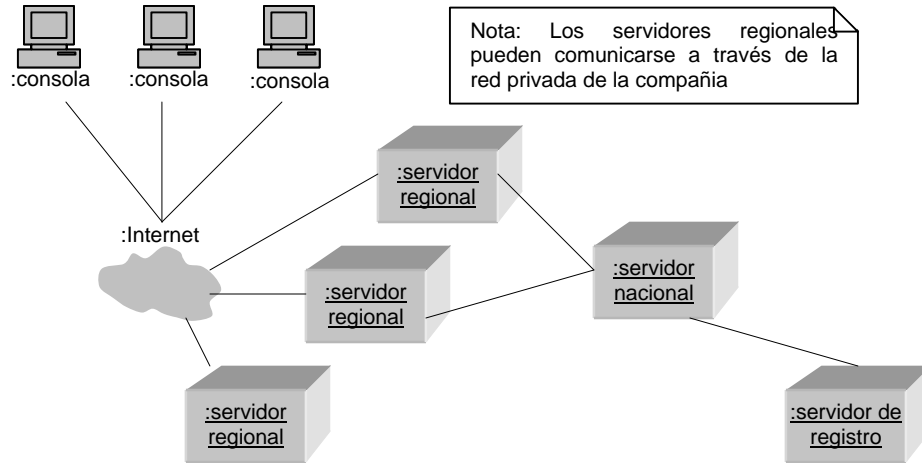 :consola
:consola
:consola
Nota: Los servidores regionales
pueden comunicarse a través de la
red privada de la compañia
:servidor
regional
:Internet
:servidor
regional
:servidor
nacional
:servidor
regional
:servidor de
registro